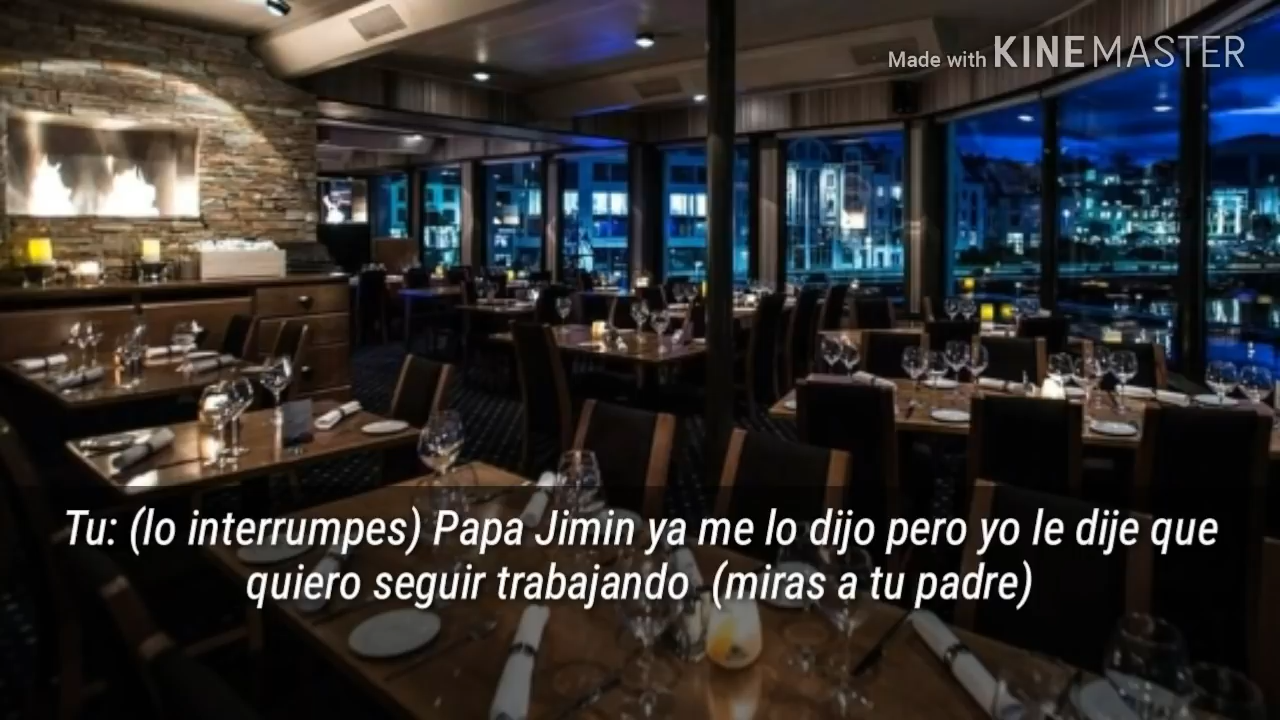 Made with KINEMASTER
Tu: (lo interrumpes) Papa Jimin ya me lo dijo pero yo le dije que
quiero seguir trabajando (miras a tu padre)